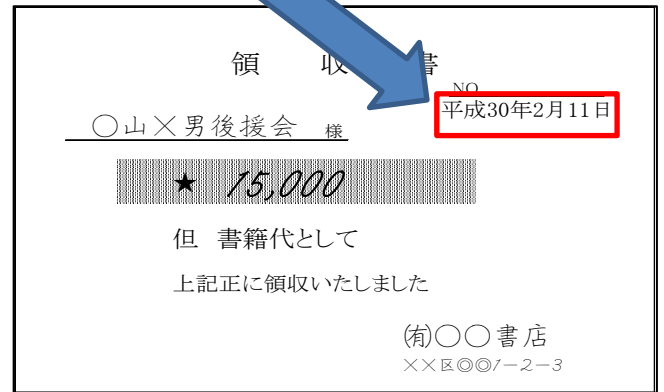 領 収 書
NO
平成30年2月11日
○山×男後援会 様
★ 15,000
但 書籍代として
上記正に領収いたしました
㈲○○書店
××区◎◎1-2-3